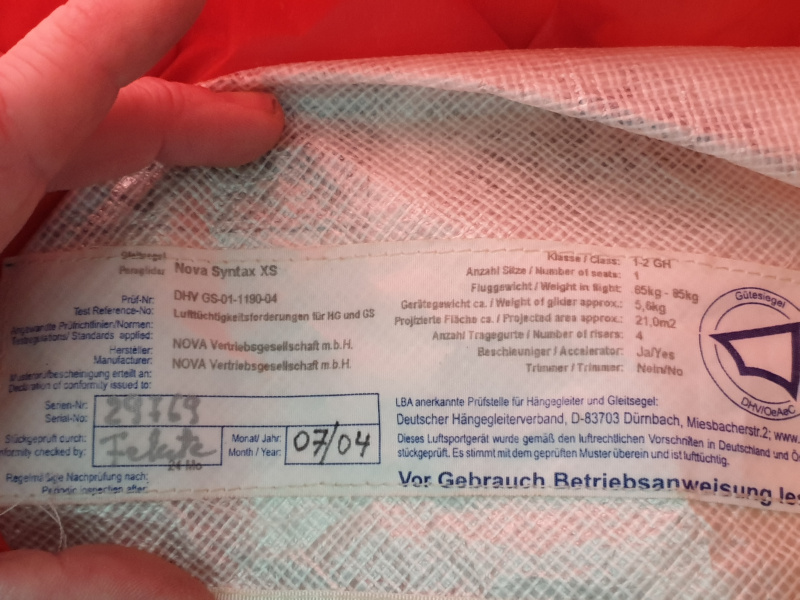 Gleitsegel
Paraglider Nova Syntax XS
Prüf-Nr: DHV GS-01-1190-04
Test Reference-No:
Angewandte Prüfrichtlinien/Normen: Lufttüchtigkeitsforderungen für HG und GS
Testregulations/ Standards applied:
Hersteller: NOVA Vertriebsgesellschaft m.b.H.
Manufacturer: NOVA Vertriebsgesellschaft m.b.H.
Musterprüfbescheinigung erteilt an:
Declaration of conformity issued to:
Serien-Nr:
Serial-No: 29769
Stückgeprüft durch:
conformity checked by:
Monat/ Jahr: 07/04
Month / Year:
24 Mo
Regelmäßige Nachprüfung nach:
Periodic inspection after:
Klasse / Class: 1-2 GH
Anzahl Sitze / Number of seats: 1
Fluggewicht / Weight in flight: 65kg - 85kg
Gerätegewicht ca. / Weight of glider approx.: 5,6kg
Projizierte Fläche ca. / Projected area approx.: 21,0m2
Anzahl Tragegurte / Number of risers: 4
Beschleuniger / Accelerator: Ja/Yes
Trimmer / Trimmer: Nein/No
LBA anerkannte Prüfstelle für Hängegleiter und Gleitsegel:
Deutscher Hängegleiterverband, D-83703 Dürnbach, Miesbacherstr.2; www.
Dieses Luftsportgerät wurde gemäß den luftrechtlichen Vorschriften in Deutschland und
stückgeprüft. Es stimmt mit dem geprüften Muster überein und ist lufttüchtig.
Vor Gebrauch Betriebsanweisung les
Gütesiegel
DHV/OeAeC